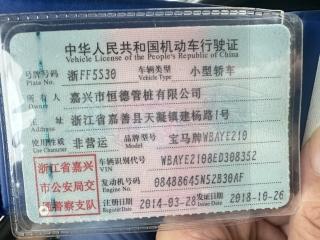 中华人民共和国机动车行驶证
Vehicle License of the People's Republic of China
号牌号码 Plate No. 浙FF5S30 车辆类型 Vehicle Type 小型轿车
所有人 Owner 嘉兴市恒德管桩有限公司
住址 浙江省嘉善县天凝镇建杨路1号
使用性质 Use Character 非营运 品牌型号 Model 宝马牌WBAYE210
浙江省嘉兴市公安局交通警察支队
车辆识别代号 VIN WBAYE2108ED308352
发动机号码 Engine No. 08488645N52B30AF
注册日期 Register Date 2014-03-28 发证日期 Issue Date 2018-10-26